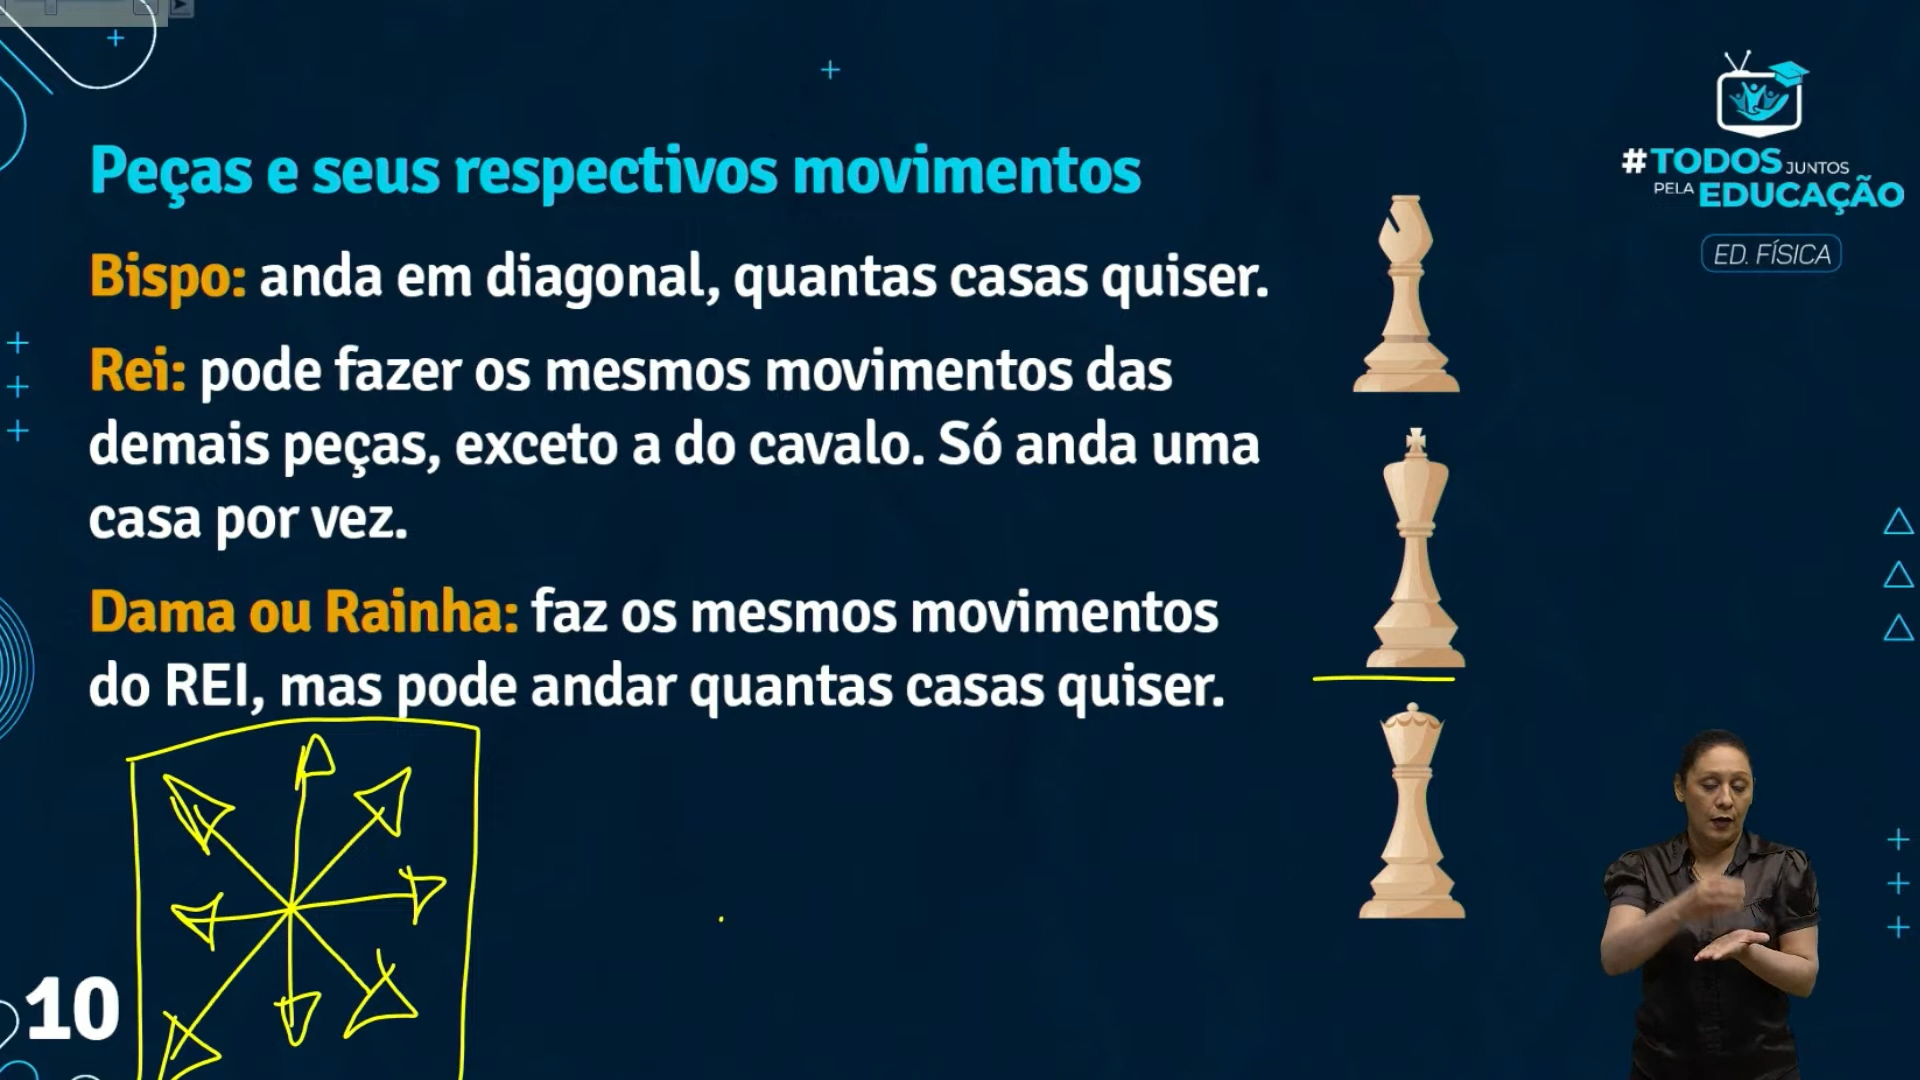 Peças e seus respectivos movimentos
Bispo: anda em diagonal, quantas casas quiser.
Rei: pode fazer os mesmos movimentos das
demais peças, exceto a do cavalo. Só anda uma
casa por vez.
Dama ou Rainha: faz os mesmos movimentos
do REI, mas pode andar quantas casas quiser.
10
#TODOS JUNTOS
PELA EDUCAÇÃO
ED. FÍSICA